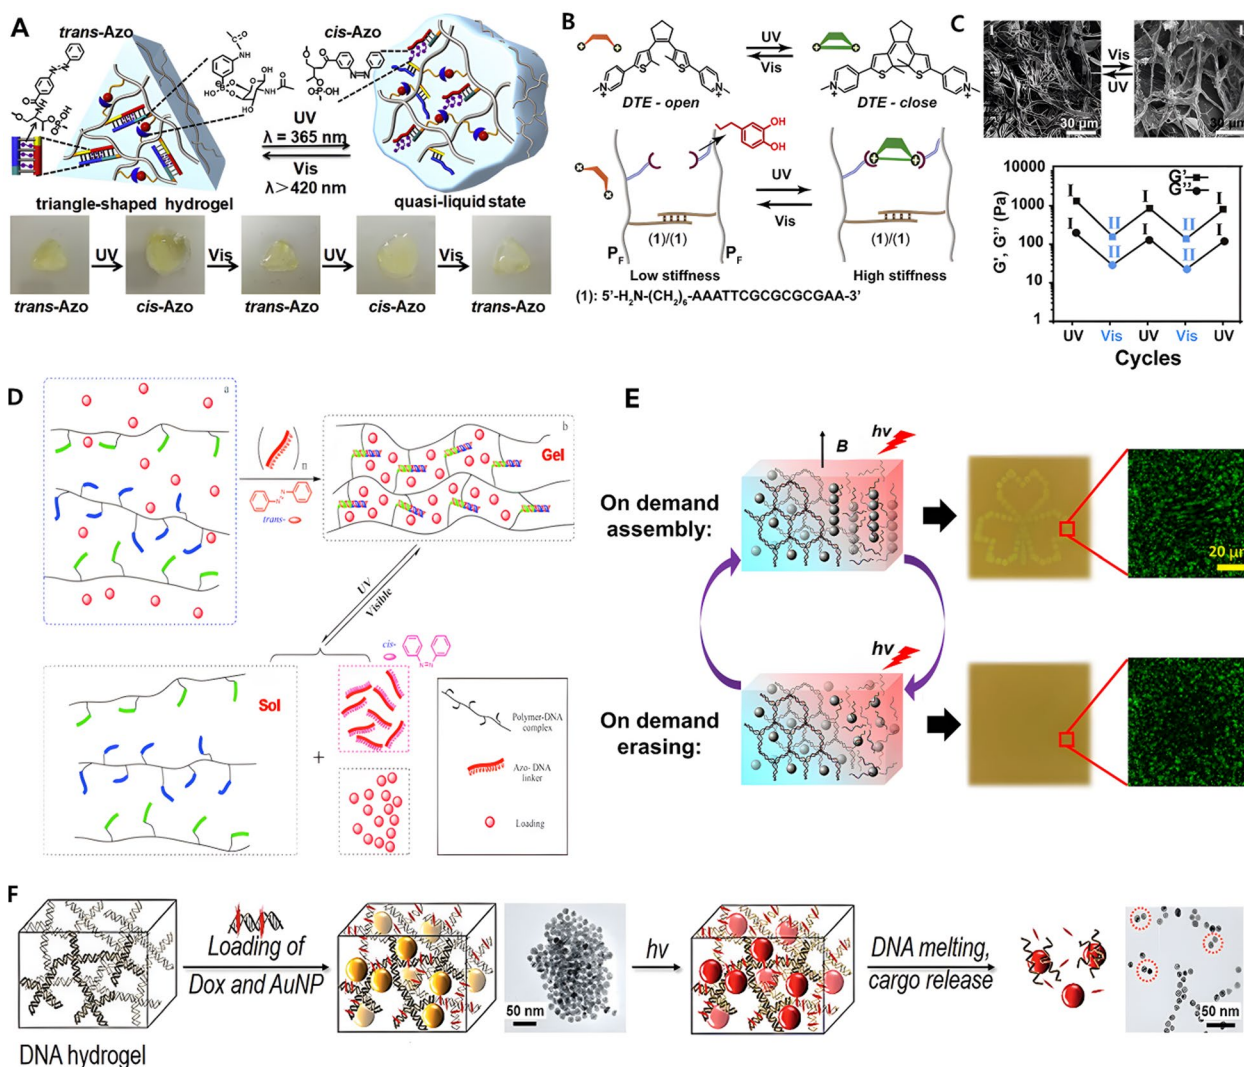 A
trans-Azo
cis-Azo
UV
λ = 365 nm
Vis
λ> 420 nm
triangle-shaped hydrogel
quasi-liquid state
UV
Vis
UV
Vis
trans-Azo
cis-Azo
trans-Azo
cis-Azo
trans-Azo
B
UV
Vis
DTE - open
DTE - close
OH
OH
UV
Vis
(1)/(1)
(1)/(1)
P_F
P_F
P_F
Low stiffness
High stiffness
(1): 5'-H₂N-(CH₂)₆-AAATTCGCGCGCGAA-3'
C
I
Vis
UV
30 μm
30 μm
G'
G''
G', G'' (Pa)
10000
1000
100
10
1
I
II
I
II
I
I
II
I
II
I
UV
Vis
UV
Vis
UV
Cycles
D
a
n
trans-
b
Gel
UV
Visible
cis-
Sol
+
Polymer-DNA
complex
Azo-DNA
linker
Loading
E
B
hv
On demand
assembly:
20 μm
hv
On demand
erasing:
F
DNA hydrogel
Loading of
Dox and AuNP
50 nm
hv
DNA melting,
cargo release
50 nm